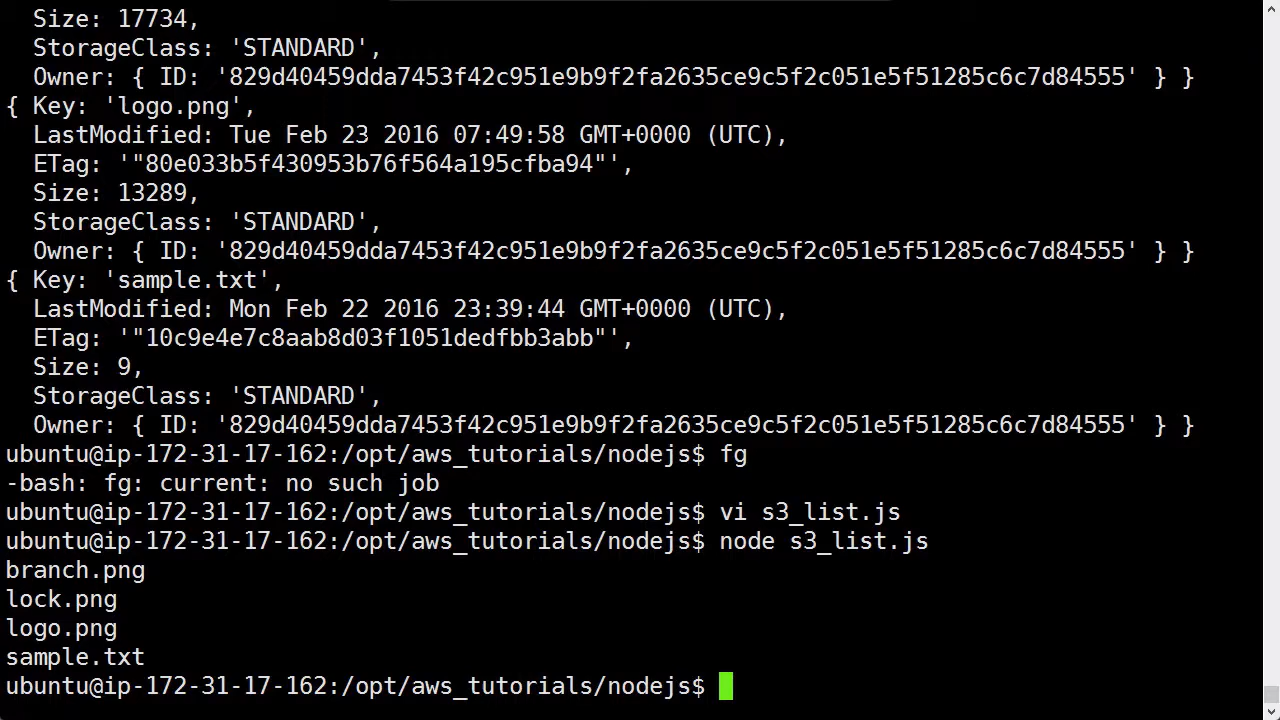 Size: 17734,
StorageClass: 'STANDARD',
Owner: { ID: '829d40459dda7453f42c951e9b9f2fa2635ce9c5f2c051e5f51285c6c7d84555' } }
{ Key: 'logo.png',
LastModified: Tue Feb 23 2016 07:49:58 GMT+0000 (UTC),
ETag: '"80e033b5f430953b76f564a195cfba94"',
Size: 13289,
StorageClass: 'STANDARD',
Owner: { ID: '829d40459dda7453f42c951e9b9f2fa2635ce9c5f2c051e5f51285c6c7d84555' } }
{ Key: 'sample.txt',
LastModified: Mon Feb 22 2016 23:39:44 GMT+0000 (UTC),
ETag: '"10c9e4e7c8aab8d03f1051dedfbb3abb"',
Size: 9,
StorageClass: 'STANDARD',
Owner: { ID: '829d40459dda7453f42c951e9b9f2fa2635ce9c5f2c051e5f51285c6c7d84555' } }
ubuntu@ip-172-31-17-162:/opt/aws_tutorials/nodejs$ fg
-bash: fg: current: no such job
ubuntu@ip-172-31-17-162:/opt/aws_tutorials/nodejs$ vi s3_list.js
ubuntu@ip-172-31-17-162:/opt/aws_tutorials/nodejs$ node s3_list.js
branch.png
lock.png
logo.png
sample.txt
ubuntu@ip-172-31-17-162:/opt/aws_tutorials/nodejs$